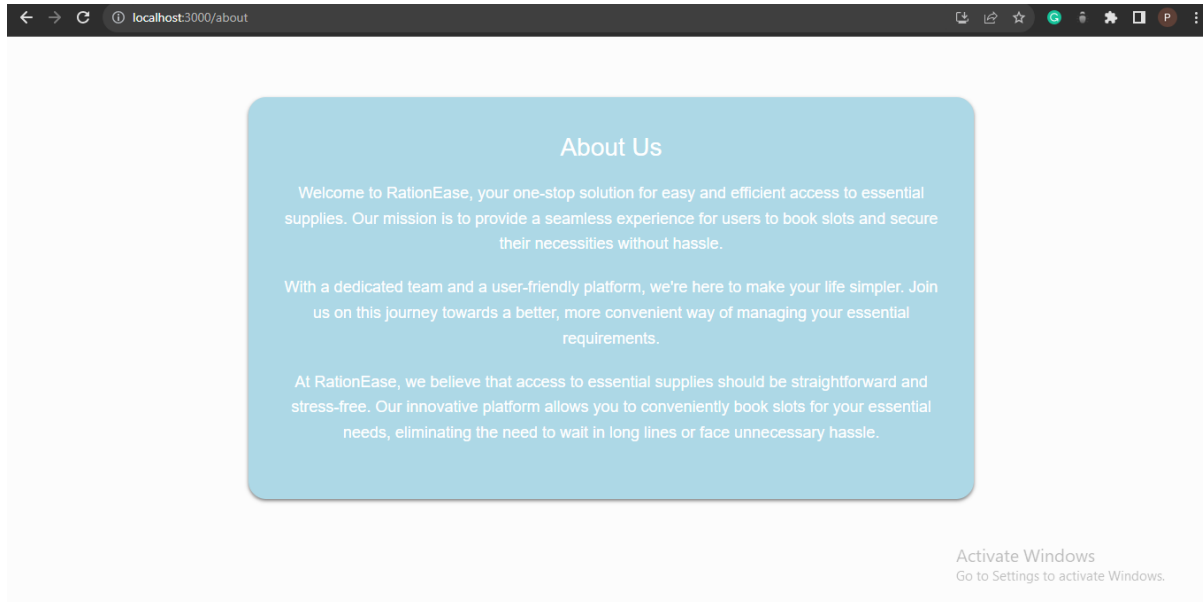 localhost:3000/about
G
P
About Us
Welcome to RationEase, your one-stop solution for easy and efficient access to essential
supplies. Our mission is to provide a seamless experience for users to book slots and secure
their necessities without hassle.
With a dedicated team and a user-friendly platform, we're here to make your life simpler. Join
us on this journey towards a better, more convenient way of managing your essential
requirements.
At RationEase, we believe that access to essential supplies should be straightforward and
stress-free. Our innovative platform allows you to conveniently book slots for your essential
needs, eliminating the need to wait in long lines or face unnecessary hassle.
Activate Windows
Go to Settings to activate Windows.